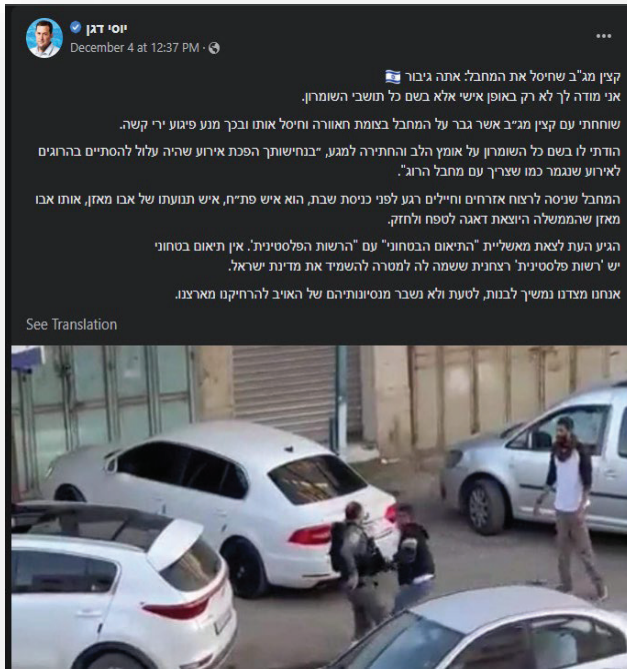 יוסי דגן
December 4 at 12:37 PM ·
קצין מג"ב שחיסל את המחבל: אתה גיבור 🇮🇱
אני מודה לך לא רק באופן אישי אלא בשם כל תושבי השומרון.
שוחחתי עם קצין מג״ב אשר גבר על המחבל בצומת חאוורה וחיסל אותו ובכך מנע פיגוע ירי קשה.
הודתי לו בשם כל השומרון על אומץ הלב והחתירה למגע, ״בנחישותך הפכת אירוע שהיה עלול להסתיים בהרוגים
לאירוע שנגמר כמו שצריך עם מחבל הרוג".
המחבל שניסה לרצוח אזרחים וחיילים רגע לפני כניסת שבת, הוא איש פת״ח, איש תנועתו של אבו מאזן, אותו אבו
מאזן שהממשלה היוצאת דאגה לטפח ולחזק.
הגיע העת לצאת מאשליית "התיאום הבטחוני" עם "הרשות הפלסטינית'. אין תיאום בטחוני
יש 'רשות פלסטינית' רצחנית ששמה לה למטרה להשמיד את מדינת ישראל.
אנחנו מצדנו נמשיך לבנות, לטעת ולא נשבר מנסיונותיהם של האויב להרחיקנו מארצנו.
See Translation